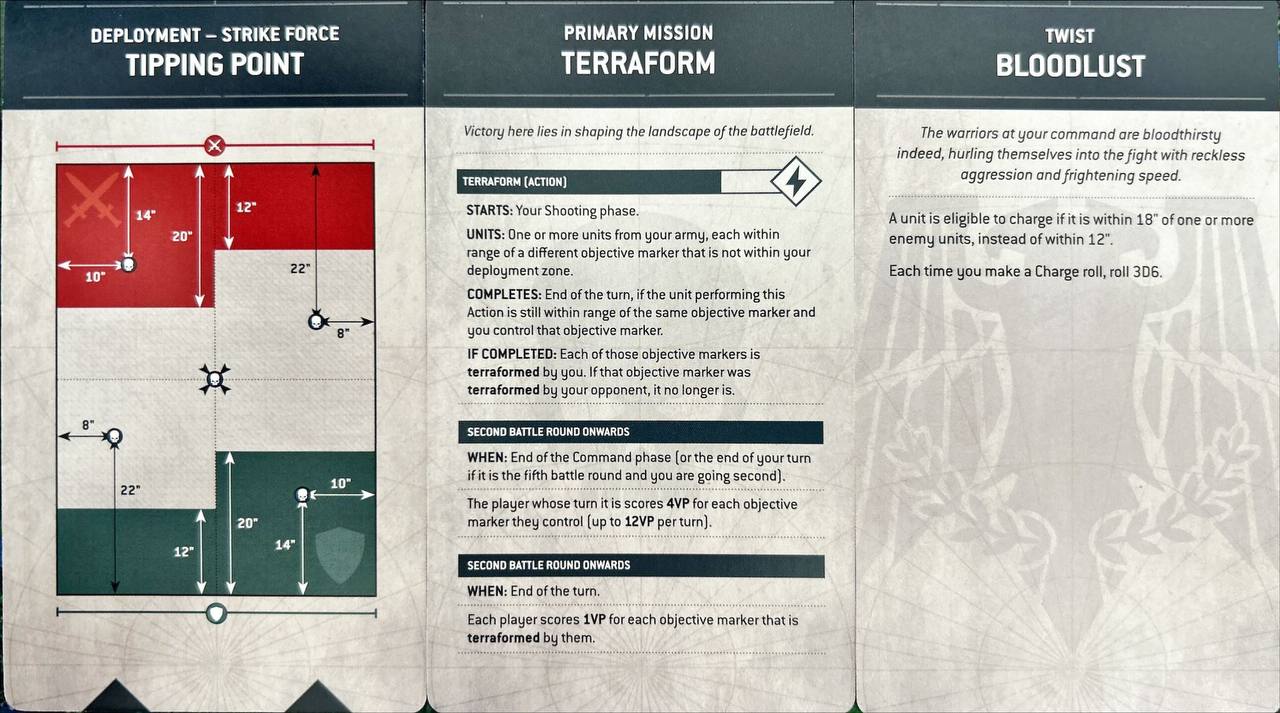 DEPLOYMENT – STRIKE FORCE
TIPPING POINT
14"
12"
20"
10"
22"
8"
8"
22"
10"
20"
12"
14"
PRIMARY MISSION
TERRAFORM
Victory here lies in shaping the landscape of the battlefield.
TERRAFORM (ACTION)
STARTS: Your Shooting phase.
UNITS: One or more units from your army, each within
range of a different objective marker that is not within your
deployment zone.
COMPLETES: End of the turn, if the unit performing this
Action is still within range of the same objective marker and
you control that objective marker.
IF COMPLETED: Each of those objective markers is
terraformed by you. If that objective marker was
terraformed by your opponent, it no longer is.
SECOND BATTLE ROUND ONWARDS
WHEN: End of the Command phase (or the end of your turn
if it is the fifth battle round and you are going second).
The player whose turn it is scores 4VP for each objective
marker they control (up to 12VP per turn).
SECOND BATTLE ROUND ONWARDS
WHEN: End of the turn.
Each player scores 1VP for each objective marker that is
terraformed by them.
TWIST
BLOODLUST
The warriors at your command are bloodthirsty
indeed, hurling themselves into the fight with reckless
aggression and frightening speed.
A unit is eligible to charge if it is within 18" of one or more
enemy units, instead of within 12".
Each time you make a Charge roll, roll 3D6.